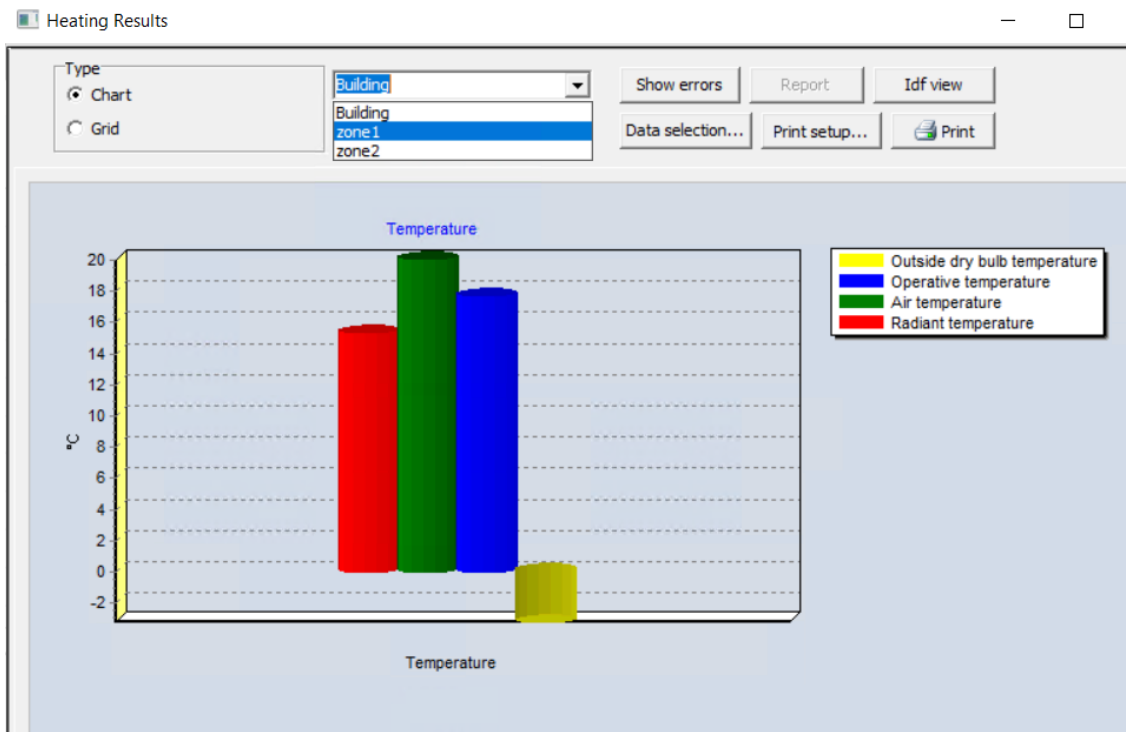 Heating Results
Type
Chart
Grid
Building
Building
zone1
zone2
Show errors
Report
Idf view
Data selection...
Print setup...
Print
Temperature
20
18
16
14
12
10
8
6
4
2
0
-2
°C
Temperature
Outside dry bulb temperature
Operative temperature
Air temperature
Radiant temperature